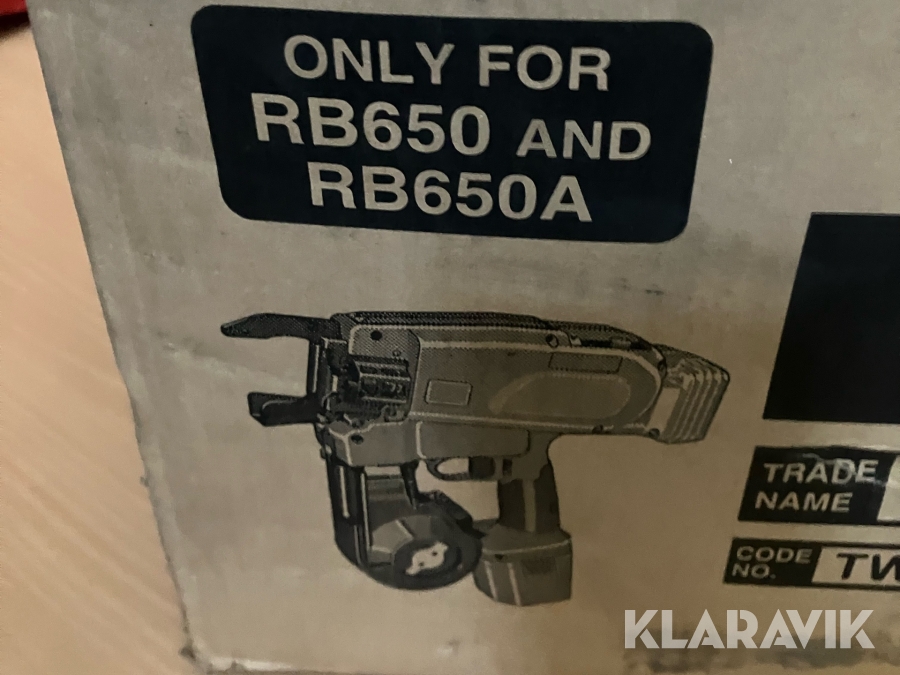 ONLY FOR
RB650 AND
RB650A
TRADE
NAME
CODE
NO.
TW
KLARAVIK